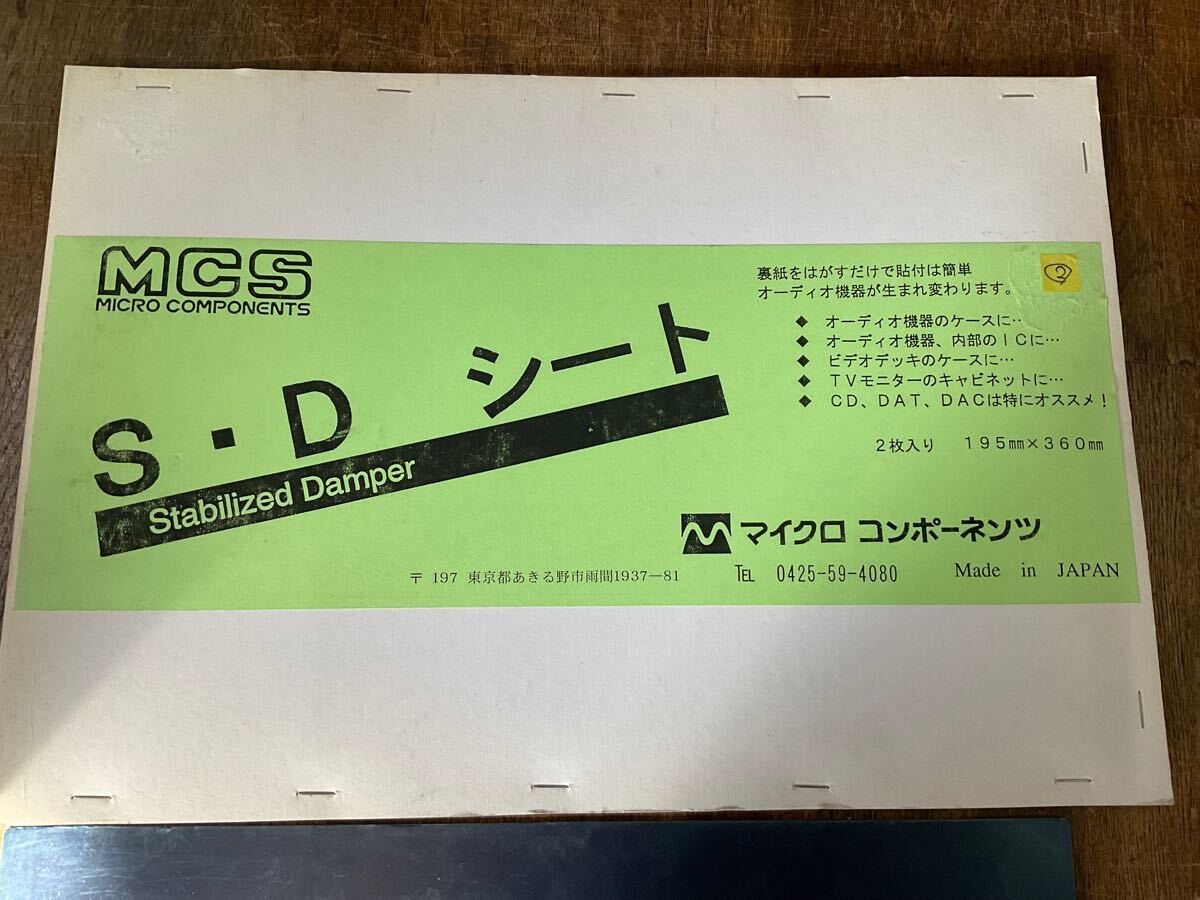 MCS
MICRO COMPONENTS
S・D シート
Stabilized Damper
裏紙をはがすだけで貼付は簡単
オーディオ機器が生まれ変わります。
②
◆ オーディオ機器のケースに…
◆ オーディオ機器、内部のICに…
◆ ビデオデッキのケースに…
◆ TVモニターのキャビネットに…
◆ CD、DAT、DACは特にオススメ!
2枚入り 195mm×360mm
マイクロ コンポーネンツ
〒 197 東京都あきる野市雨間1937―81 TEL 0425-59-4080 Made in JAPAN